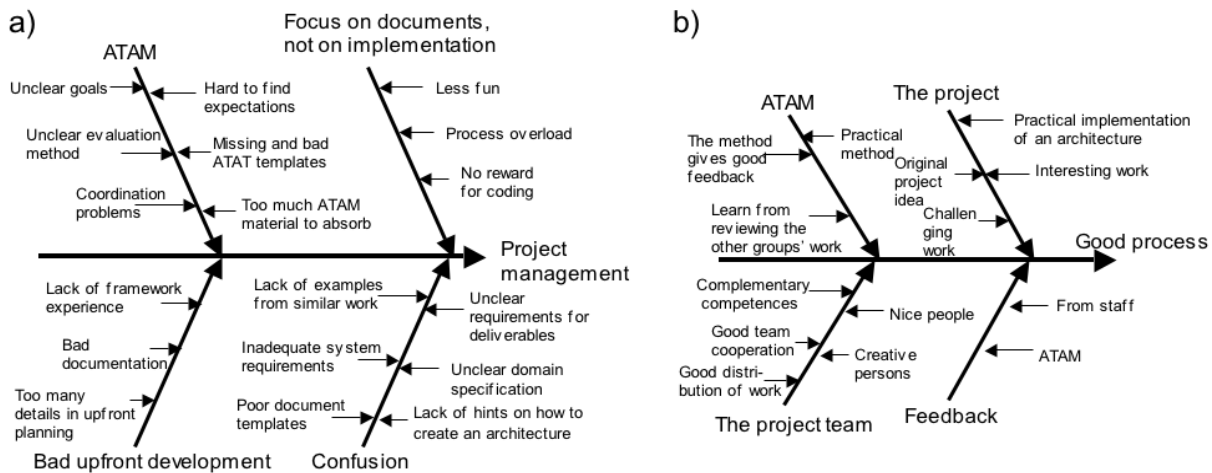 a)
ATAM
Focus on documents,
not on implementation
Unclear goals
Hard to find
expectations
Unclear evaluation
method
Missing and bad
ATAT templates
Coordination
problems
Too much ATAM
material to absorb
Less fun
Process overload
No reward
for coding
Project
management
Lack of framework
experience
Bad
documentation
Too many
details in upfront
planning
Bad upfront development
Lack of examples
from similar work
Unclear
requirements for
deliverables
Inadequate system
requirements
Unclear domain
specification
Poor document
templates
Lack of hints on how to
create an architecture
Confusion
b)
ATAM
The project
Practical
method
The method
gives good
feedback
Learn from
reviewing the
other groups' work
Practical implementation
of an architecture
Original
project
idea
Interesting work
Challen
ging
work
Good process
Complementary
competences
Nice people
Good team
cooperation
Creative
persons
Good distri-
bution of work
The project team
From staff
ATAM
Feedback